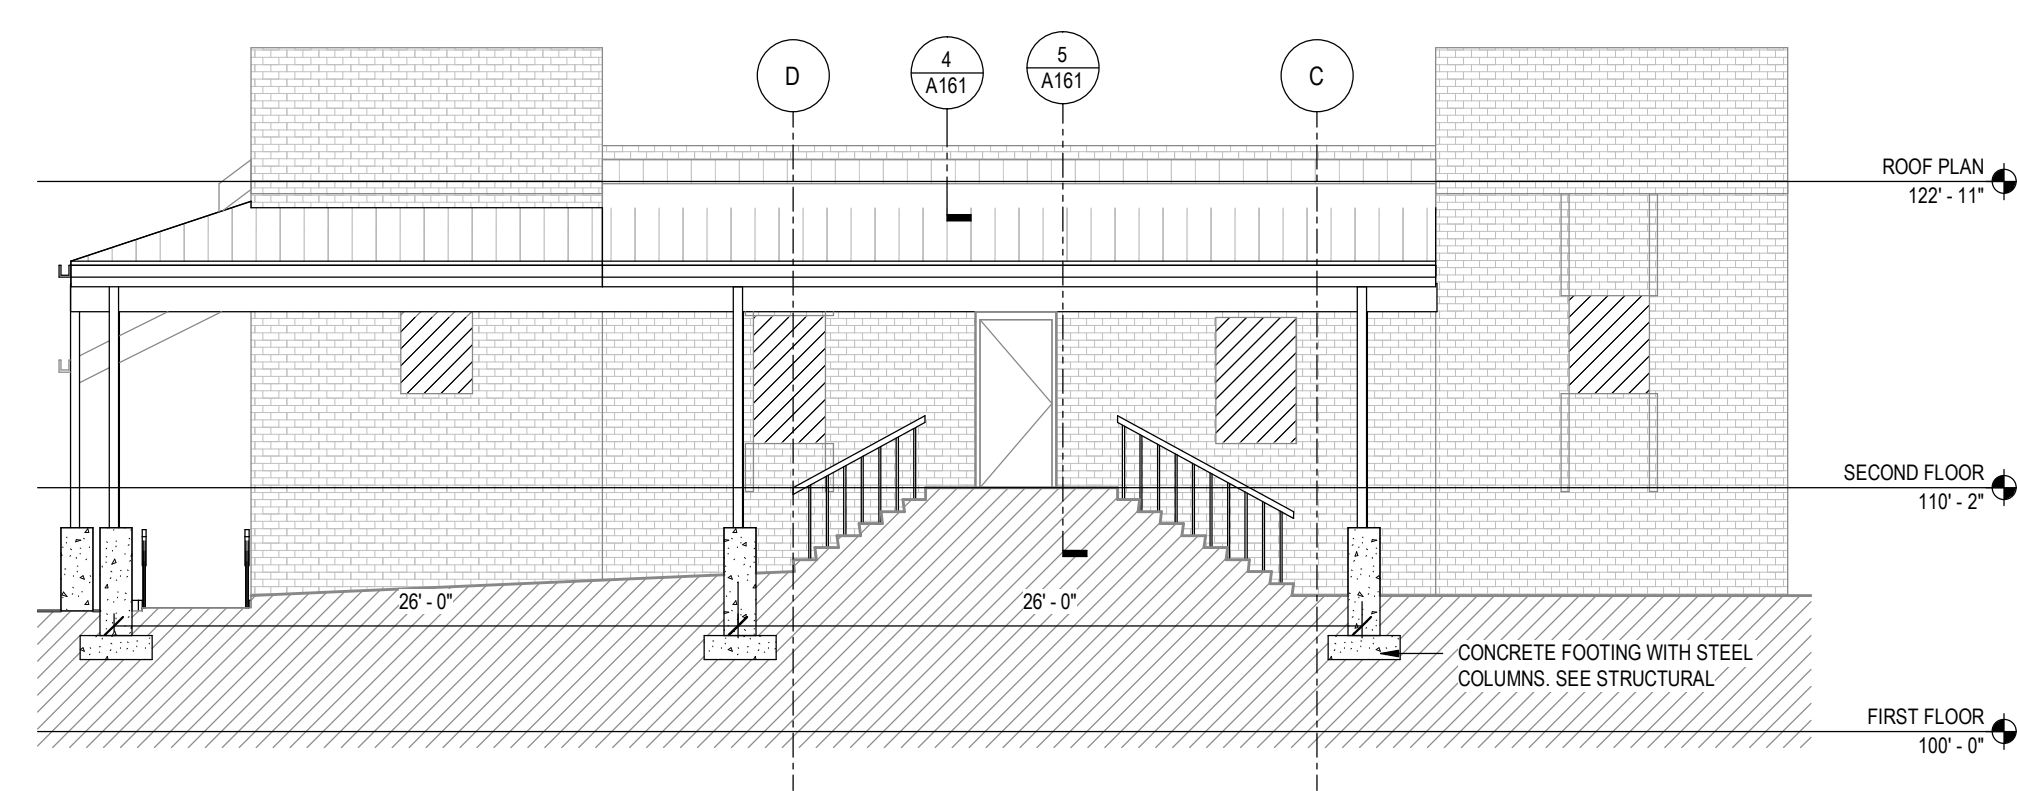 D
4
A161
5
A161
C
ROOF PLAN
122' - 11"
SECOND FLOOR
110' - 2"
26' - 0"
26' - 0"
CONCRETE FOOTING WITH STEEL
COLUMNS. SEE STRUCTURAL
FIRST FLOOR
100' - 0"